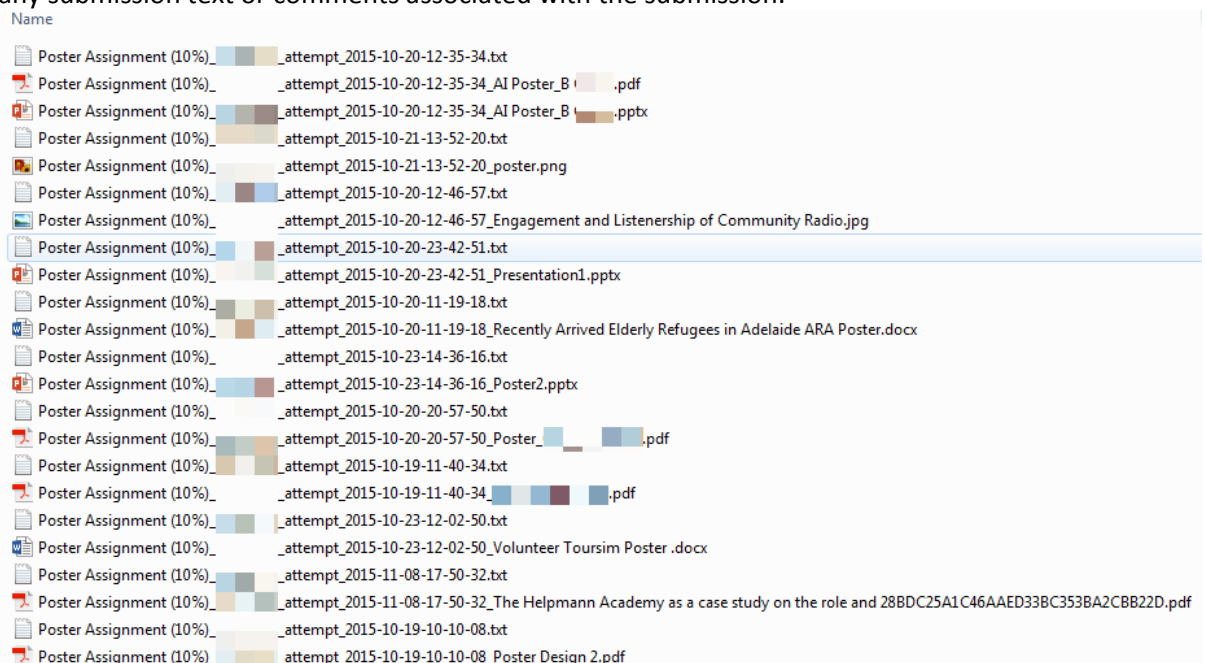 any submission text or comments associated with the submission.
Name
Poster Assignment (10%)_ _attempt_2015-10-20-12-35-34.txt
Poster Assignment (10%)_ _attempt_2015-10-20-12-35-34_AI Poster_B .pdf
Poster Assignment (10%)_ _attempt_2015-10-20-12-35-34_AI Poster_B .pptx
Poster Assignment (10%)_ _attempt_2015-10-21-13-52-20.txt
Poster Assignment (10%)_ _attempt_2015-10-21-13-52-20_poster.png
Poster Assignment (10%)_ _attempt_2015-10-20-12-46-57.txt
Poster Assignment (10%)_ _attempt_2015-10-20-12-46-57_Engagement and Listenership of Community Radio.jpg
Poster Assignment (10%)_ _attempt_2015-10-20-23-42-51.txt
Poster Assignment (10%)_ _attempt_2015-10-20-23-42-51_Presentation1.pptx
Poster Assignment (10%)_ _attempt_2015-10-20-11-19-18.txt
Poster Assignment (10%)_ _attempt_2015-10-20-11-19-18_Recently Arrived Elderly Refugees in Adelaide ARA Poster.docx
Poster Assignment (10%)_ _attempt_2015-10-23-14-36-16.txt
Poster Assignment (10%)_ _attempt_2015-10-23-14-36-16_Poster2.pptx
Poster Assignment (10%)_ _attempt_2015-10-20-20-57-50.txt
Poster Assignment (10%)_ _attempt_2015-10-20-20-57-50_Poster_ .pdf
Poster Assignment (10%)_ _attempt_2015-10-19-11-40-34.txt
Poster Assignment (10%)_ _attempt_2015-10-19-11-40-34_ .pdf
Poster Assignment (10%)_ _attempt_2015-10-23-12-02-50.txt
Poster Assignment (10%)_ _attempt_2015-10-23-12-02-50_Volunteer Toursim Poster .docx
Poster Assignment (10%)_ _attempt_2015-11-08-17-50-32.txt
Poster Assignment (10%)_ _attempt_2015-11-08-17-50-32_The Helpmann Academy as a case study on the role and 28BDC25A1C46AAED33BC353BA2CBB22D.pdf
Poster Assignment (10%)_ _attempt_2015-10-19-10-10-08.txt
Poster Assignment (10%)_ _attempt_2015-10-19-10-10-08_Poster Design 2.pdf